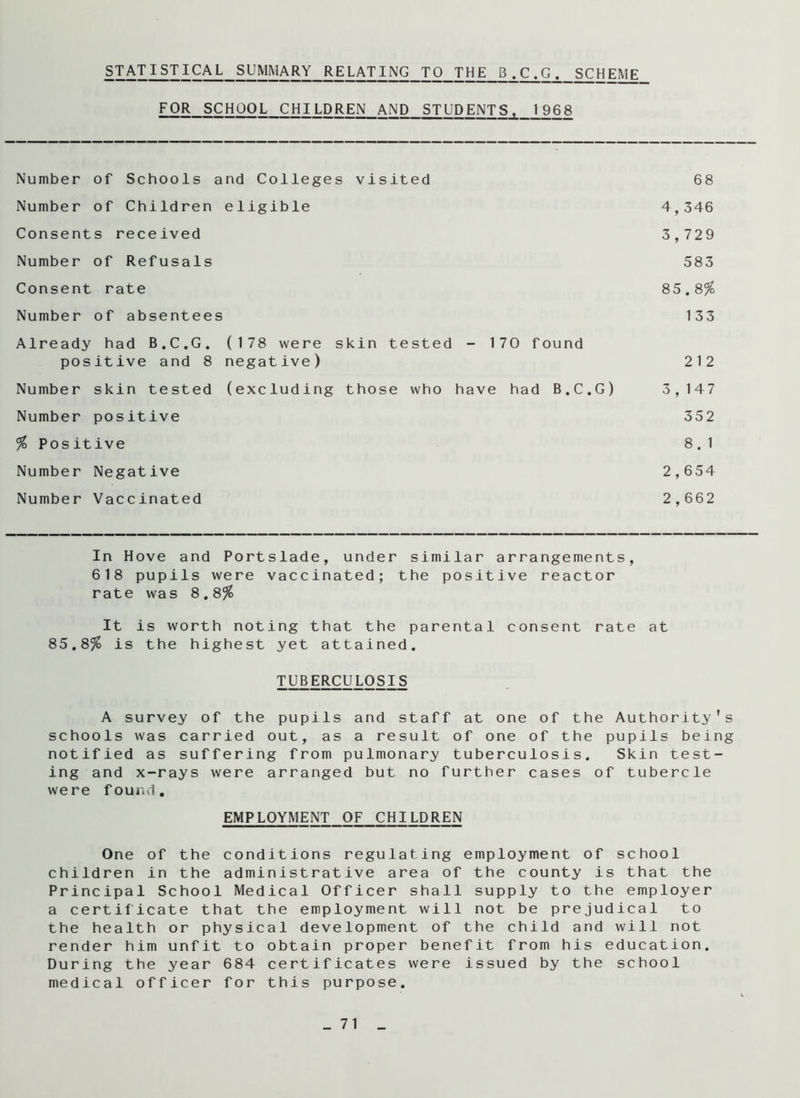 STATISTICAL SUMMARY RELATING TO THE B.C.G. SCHEME
FOR SCHOOL CHILDREN AND STUDENTS, 1968
Number of Schools and Colleges visited 68
Number of Children eligible 4,346
Consents received 3,729
Number of Refusals 583
Consent rate 85.8%
Number of absentees 133
Already had B.C.G. (178 were skin tested - 170 found
positive and 8 negative) 212
Number skin tested (excluding those who have had B.C.G) 3,147
Number positive 352
% Positive 8.1
Number Negative 2,654
Number Vaccinated 2,662
In Hove and Portslade, under similar arrangements,
618 pupils were vaccinated; the positive reactor
rate was 8.8%
It is worth noting that the parental consent rate at
85.8% is the highest yet attained.
TUBERCULOSIS
A survey of the pupils and staff at one of the Authority's
schools was carried out, as a result of one of the pupils being
notified as suffering from pulmonary tuberculosis. Skin test-
ing and x-rays were arranged but no further cases of tubercle
were found.
EMPLOYMENT OF CHILDREN
One of the conditions regulating employment of school
children in the administrative area of the county is that the
Principal School Medical Officer shall supply to the employer
a certificate that the employment will not be prejudical to
the health or physical development of the child and will not
render him unfit to obtain proper benefit from his education.
During the year 684 certificates were issued by the school
medical officer for this purpose.
- 71 -